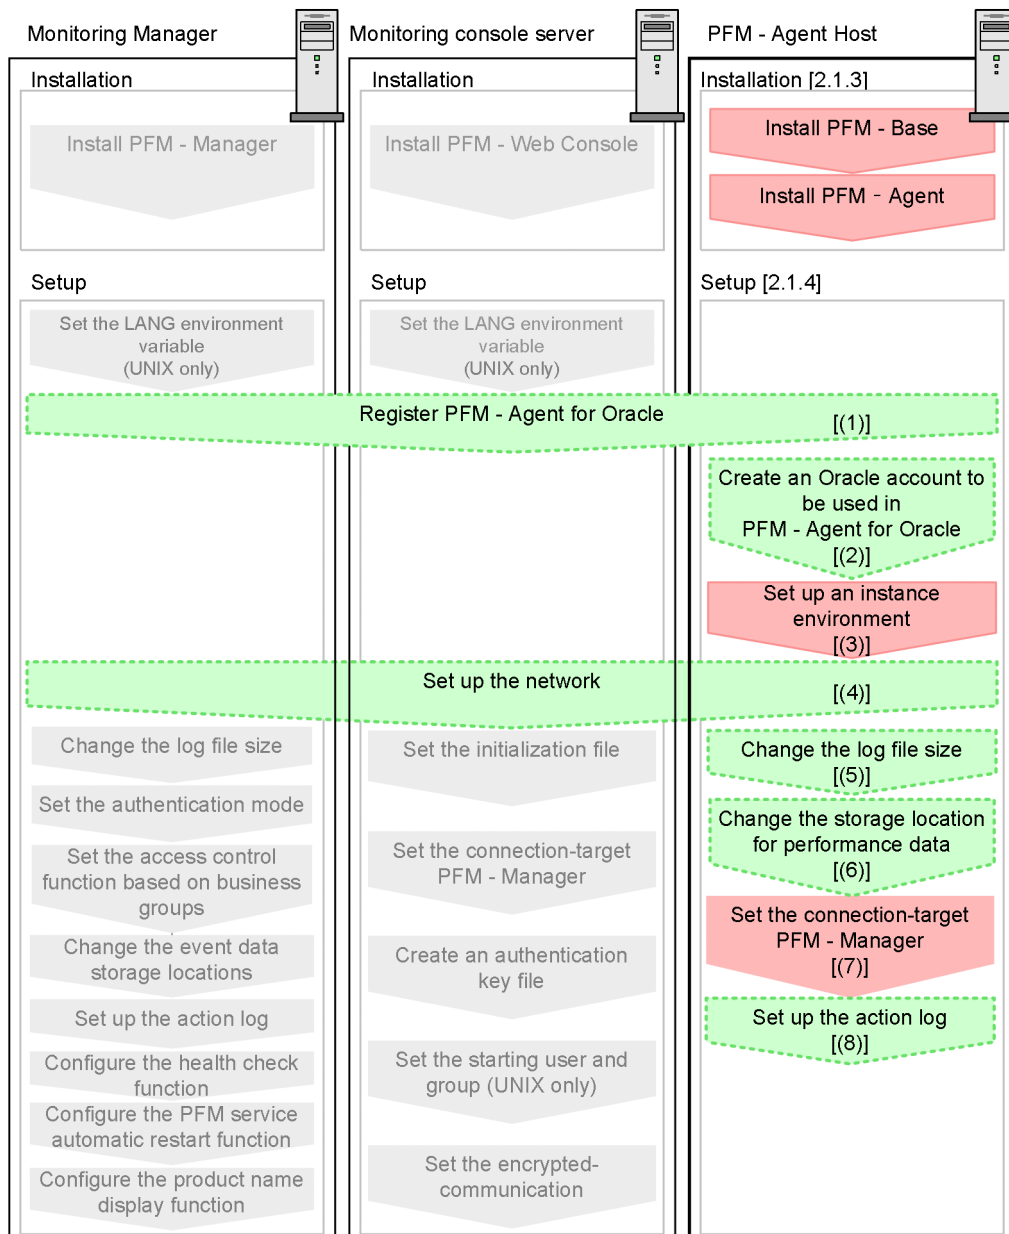 Monitoring Manager
Installation
Install PFM - Manager
Setup
Set the LANG environment
variable
(UNIX only)
Monitoring console server
Installation
Install PFM - Web Console
Setup
Set the LANG environment
variable
(UNIX only)
PFM - Agent Host
Installation [2.1.3]
Install PFM - Base
Install PFM - Agent
Setup [2.1.4]
Register PFM - Agent for Oracle
[(1)]
Create an Oracle account to
be used in
PFM - Agent for Oracle
[(2)]
Set up an instance
environment
[(3)]
Set up the network
[(4)]
Change the log file size
Set the authentication mode
Set the access control
function based on business
groups
Change the event data
storage locations
Set up the action log
Configure the health check
function
Configure the PFM service
automatic restart function
Configure the product name
display function
Set the initialization file
Set the connection-target
PFM - Manager
Create an authentication
key file
Set the starting user and
group (UNIX only)
Set the encrypted-
communication
Change the log file size
[(5)]
Change the storage location
for performance data
[(6)]
Set the connection-target
PFM - Manager
[(7)]
Set up the action log
[(8)]